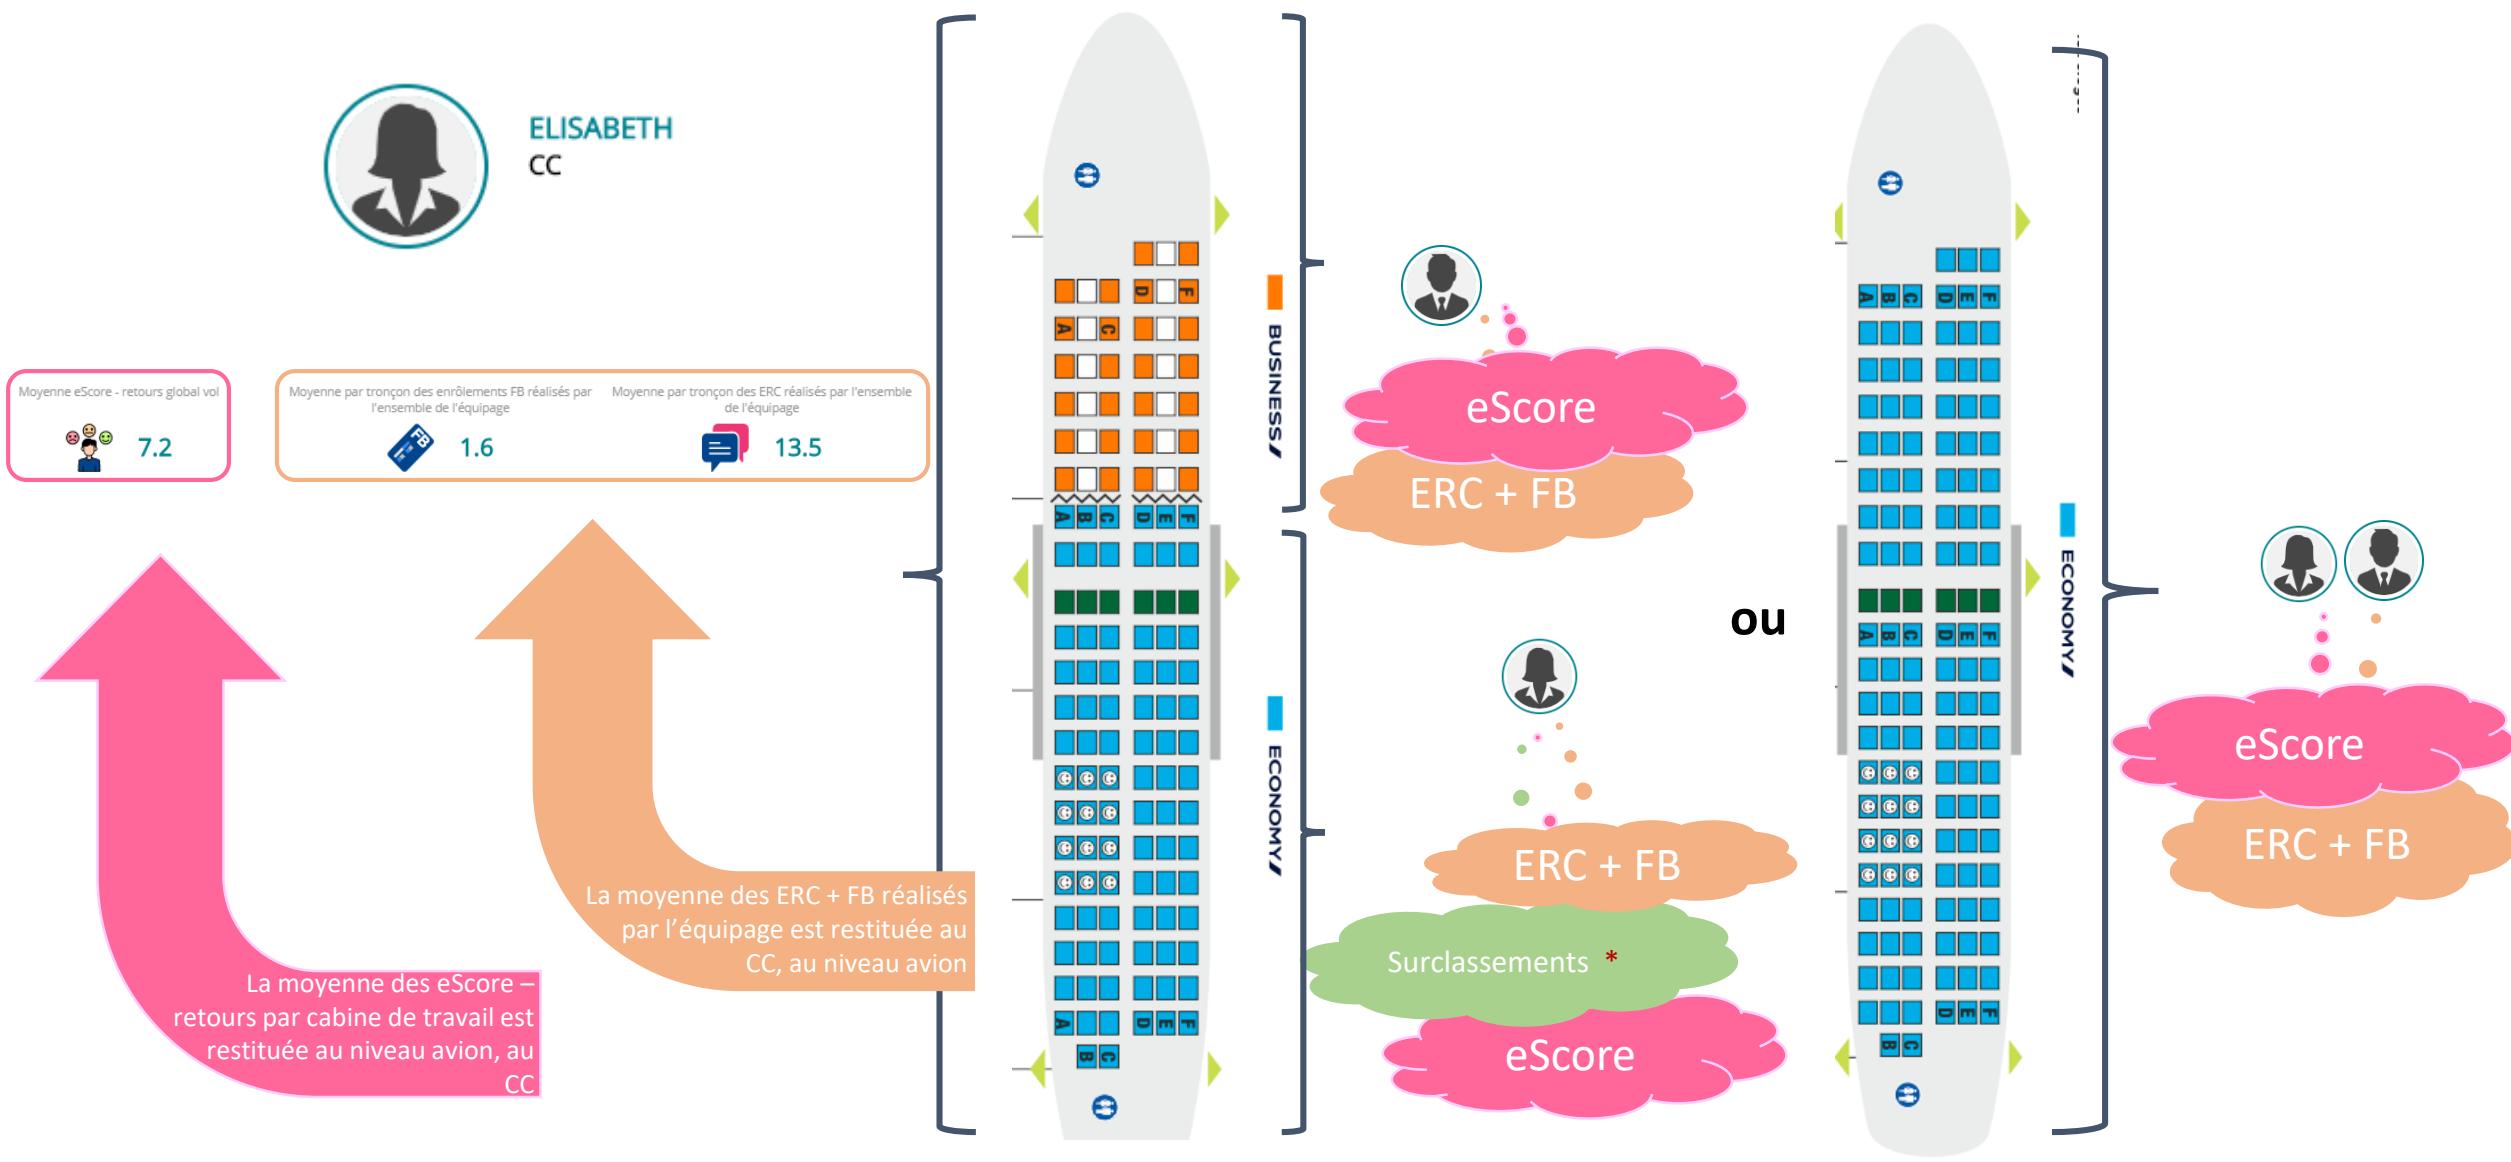 ELISABETH
CC
Moyenne eScore - retours global vol
7.2
Moyenne par tronçon des enrôlements FB réalisés par
l'ensemble de l'équipage
FB
1.6
Moyenne par tronçon des ERC réalisés par l'ensemble
de l'équipage
13.5
La moyenne des eScore –
retours par cabine de travail est
restituée au niveau avion, au
CC
La moyenne des ERC + FB réalisés
par l'équipage est restituée au
CC, au niveau avion
D F
A C
A B C D E F
A D E F
B C
BUSINESS
ECONOMY
eScore
ERC + FB
ERC + FB
Surclassements *
eScore
ou
A B C D E F
A B C D E F
D E F
B C
ECONOMY
eScore
ERC + FB